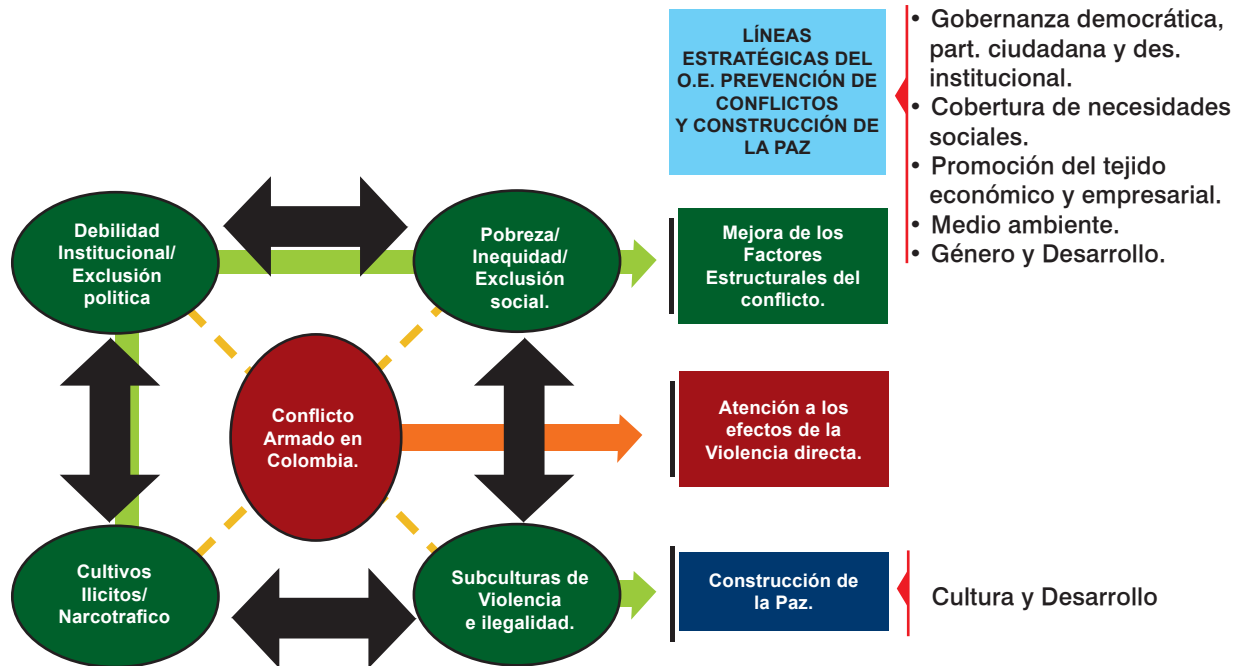 LÍNEAS
ESTRATÉGICAS DEL
O.E. PREVENCIÓN DE
CONFLICTOS
Y CONSTRUCCIÓN DE
LA PAZ
• Gobernanza democrática,
part. ciudadana y des.
institucional.
• Cobertura de necesidades
sociales.
• Promoción del tejido
económico y empresarial.
• Medio ambiente.
• Género y Desarrollo.
Debilidad
Institucional/
Exclusión
politica
Pobreza/
Inequidad/
Exclusión
social.
Mejora de los
Factores
Estructurales del
conflicto.
Conflicto
Armado en
Colombia.
Atención a los
efectos de la
Violencia directa.
Cultivos
Ilicitos/
Narcotrafico
Subculturas de
Violencia
e ilegalidad.
Construcción de
la Paz.
Cultura y Desarrollo